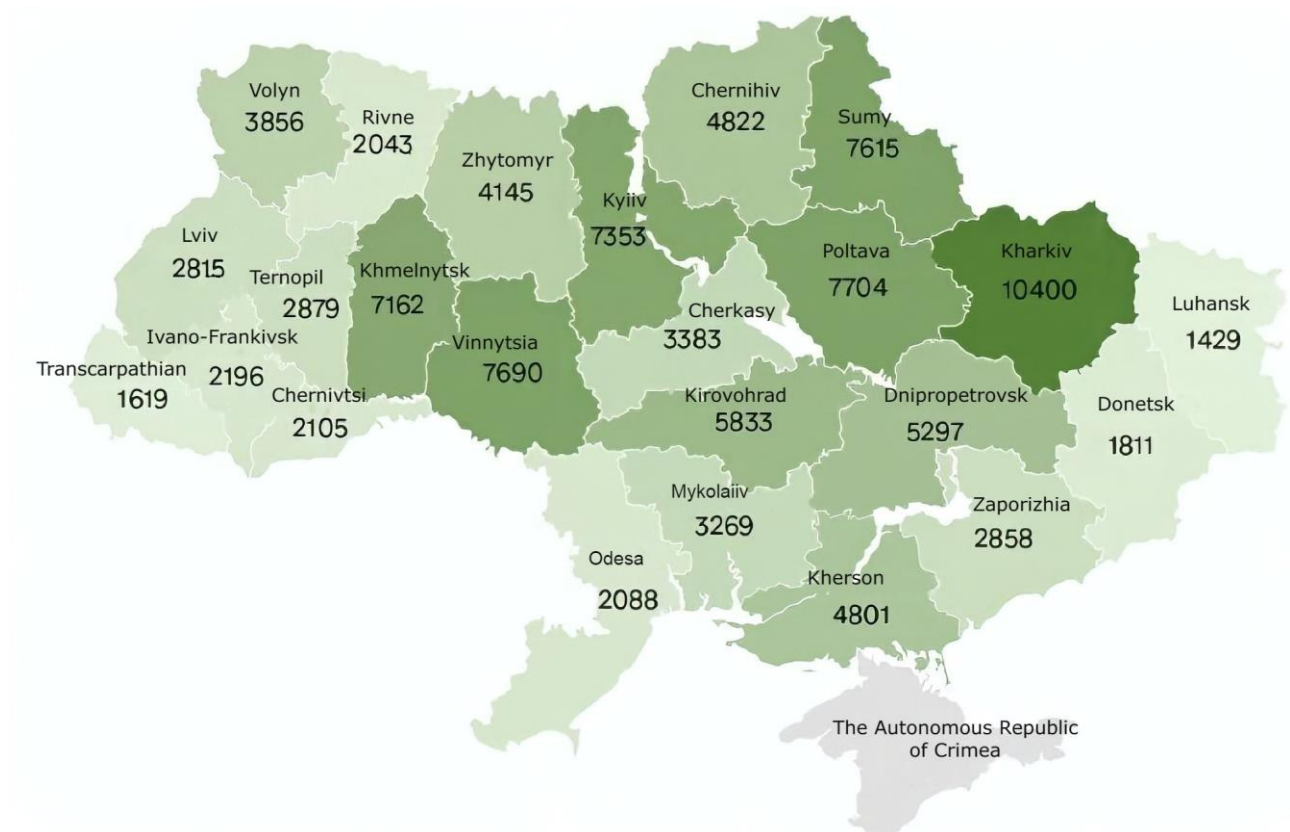 Volyn
3856
Rivne
2043
Zhytomyr
4145
Kyiiv
7353
Chernihiv
4822
Sumy
7615
Lviv
2815
Ternopil
2879
Khmelnytsk
7162
Vinnytsia
7690
Cherkasy
3383
Poltava
7704
Kharkiv
10400
Luhansk
1429
Transcarpathian
1619
Ivano-Frankivsk
2196
Chernivtsi
2105
Kirovohrad
5833
Dnipropetrovsk
5297
Donetsk
1811
Odesa
2088
Mykolaiiv
3269
Kherson
4801
Zaporizhia
2858
The Autonomous Republic
of Crimea